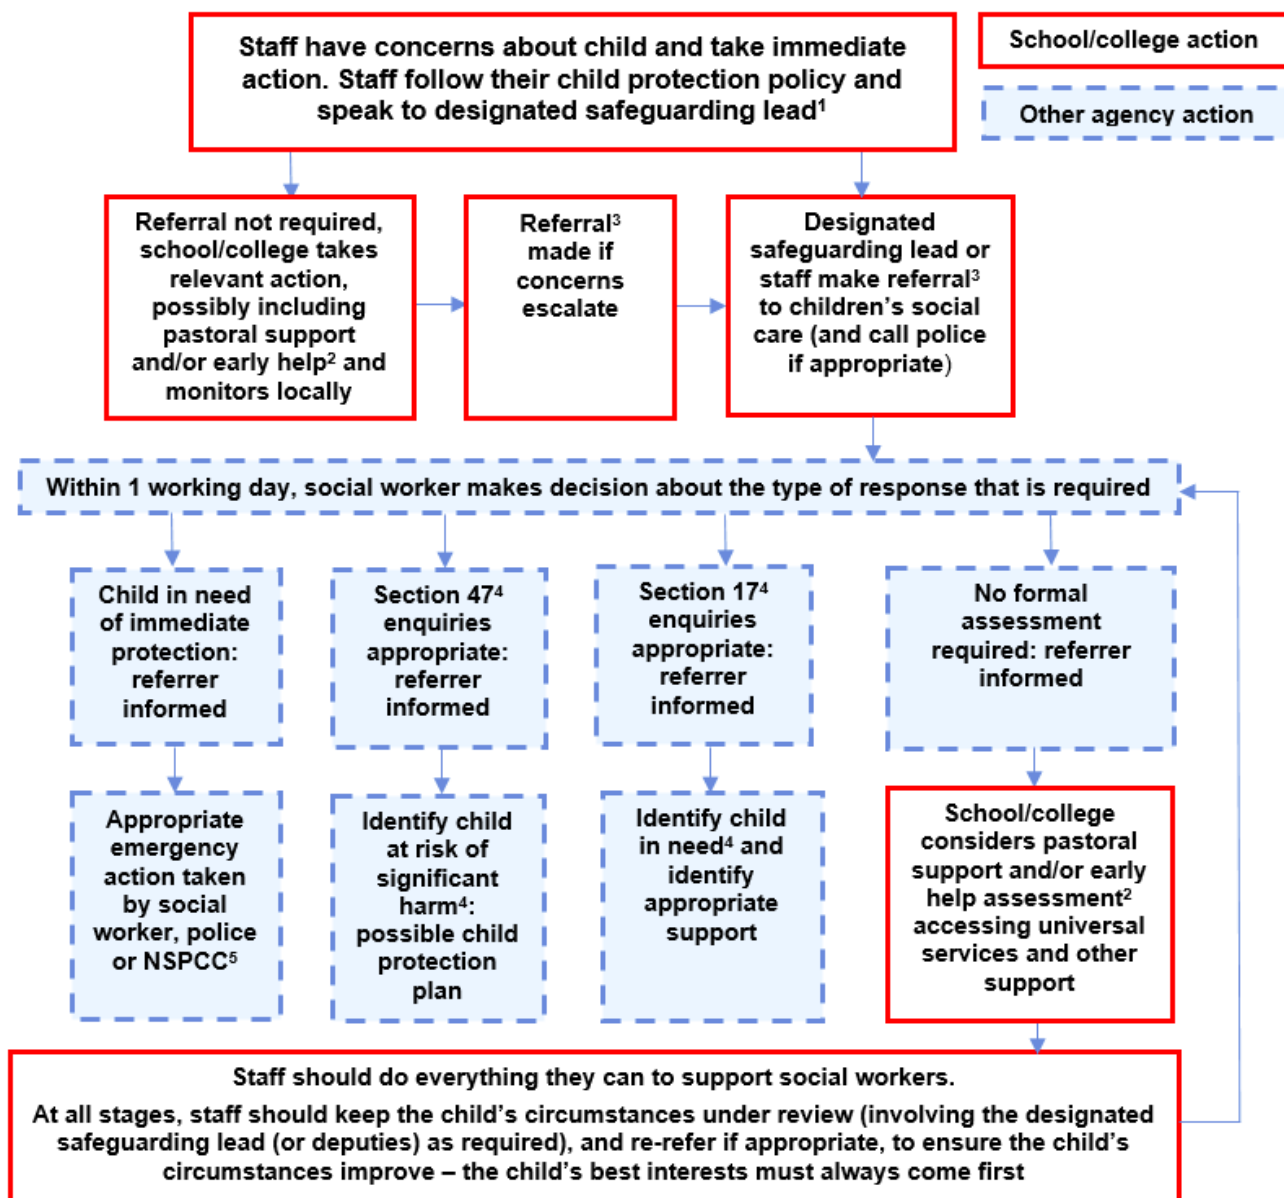 Staff have concerns about child and take immediate
action. Staff follow their child protection policy and
speak to designated safeguarding lead¹
School/college action
Other agency action
Referral not required,
school/college takes
relevant action,
possibly including
pastoral support
and/or early help² and
monitors locally
Referral³
made if
concerns
escalate
Designated
safeguarding lead or
staff make referral³
to children’s social
care (and call police
if appropriate)
Within 1 working day, social worker makes decision about the type of response that is required
Child in need
of immediate
protection:
referrer
informed
Section 47⁴
enquiries
appropriate:
referrer
informed
Section 17⁴
enquiries
appropriate:
referrer
informed
No formal
assessment
required: referrer
informed
Appropriate
emergency
action taken
by social
worker, police
or NSPCC⁵
Identify child
at risk of
significant
harm⁴:
possible child
protection
plan
Identify child
in need⁴ and
identify
appropriate
support
School/college
considers pastoral
support and/or early
help assessment²
accessing universal
services and other
support
Staff should do everything they can to support social workers.
At all stages, staff should keep the child’s circumstances under review (involving the designated
safeguarding lead (or deputies) as required), and re-refer if appropriate, to ensure the child’s
circumstances improve – the child’s best interests must always come first